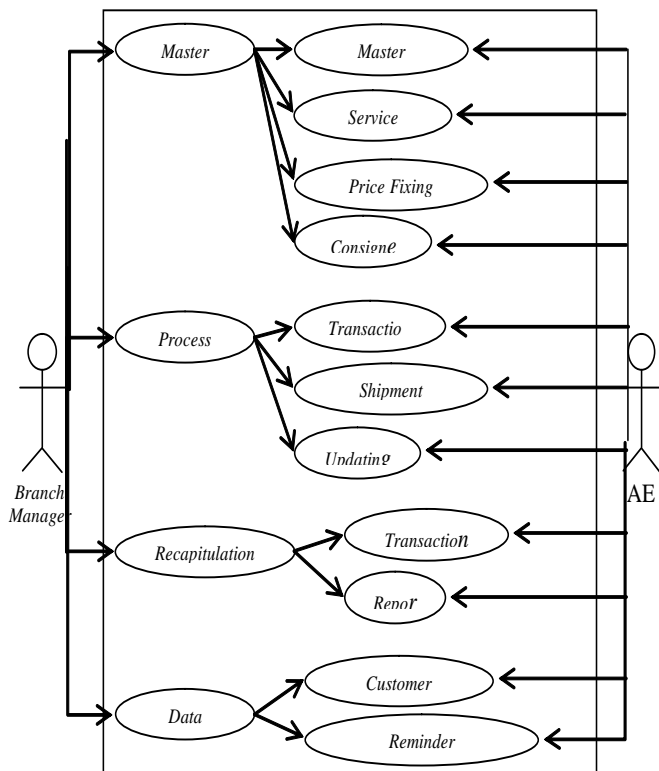 Master
Master
Service
Price Fixing
Consigne
Process
Transactio
Shipment
Updating
Branch
Manager
AE
Recapitulation
Transaction
Repor
Customer
Data
Reminder